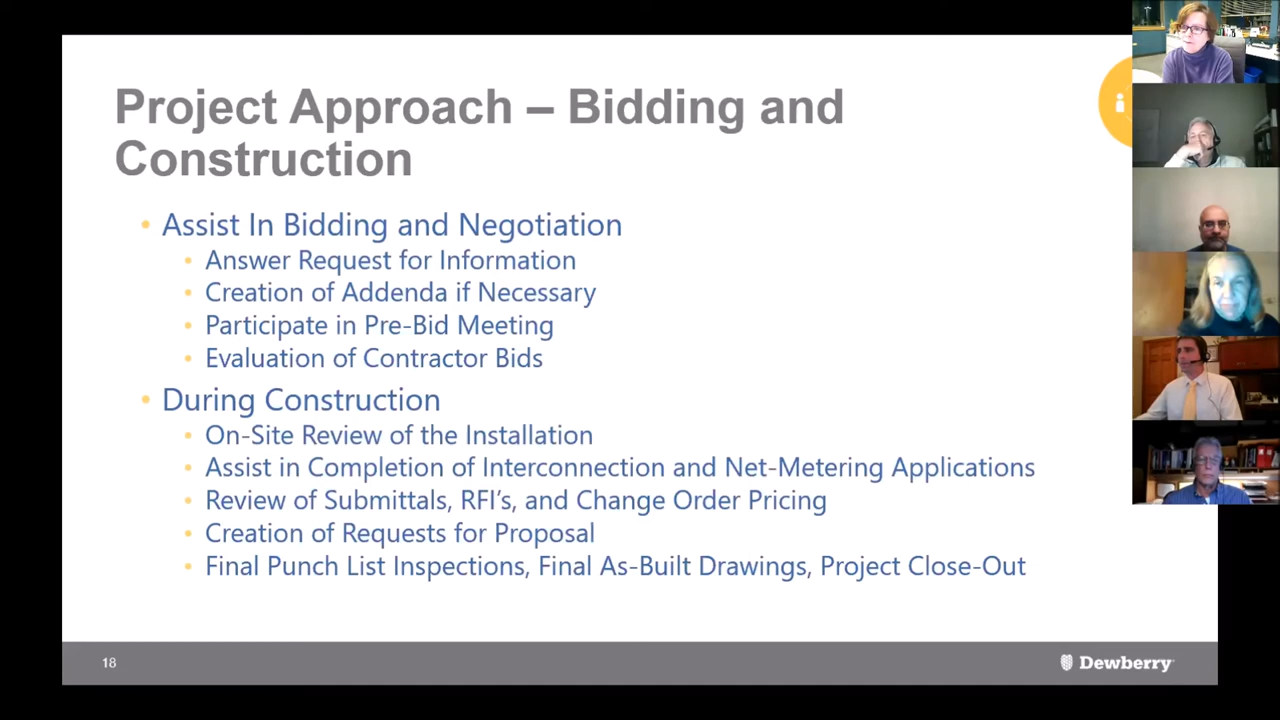 Project Approach – Bidding and
Construction
• Assist In Bidding and Negotiation
• Answer Request for Information
• Creation of Addenda if Necessary
• Participate in Pre-Bid Meeting
• Evaluation of Contractor Bids
• During Construction
• On-Site Review of the Installation
• Assist in Completion of Interconnection and Net-Metering Applications
• Review of Submittals, RFI’s, and Change Order Pricing
• Creation of Requests for Proposal
• Final Punch List Inspections, Final As-Built Drawings, Project Close-Out
18
Dewberry